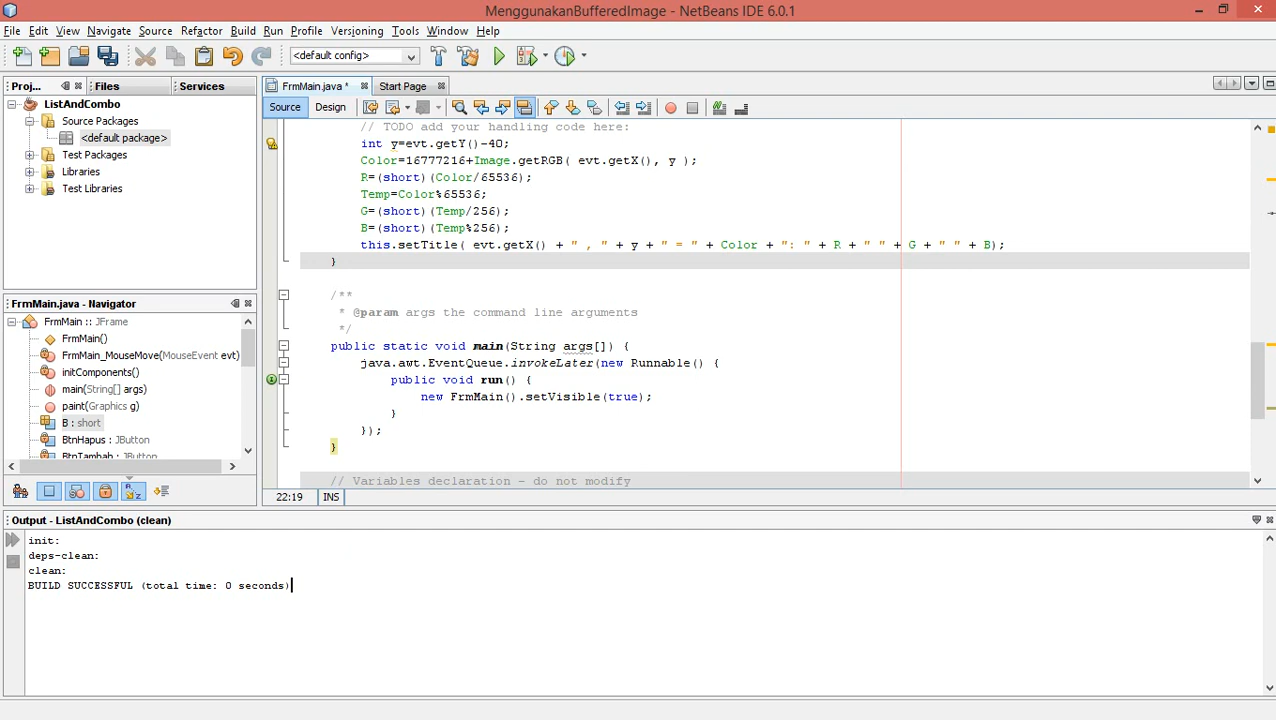 MenggunakanBufferedImage - NetBeans IDE 6.0.1
File Edit View Navigate Source Refactor Build Run Profile Versioning Tools Window Help
<default config>
Proj... Files Services
ListAndCombo
Source Packages
<default package>
Test Packages
Libraries
Test Libraries
FrmMain.java - Navigator
FrmMain :: JFrame
FrmMain()
FrmMain_MouseMove(MouseEvent evt)
initComponents()
main(String[] args)
paint(Graphics g)
B : short
BtnHapus : JButton
BtnTambah : JButton
FrmMain.java * Start Page
Source Design
// TODO add your handling code here:
int y=evt.getY()-40;
Color=16777216+Image.getRGB( evt.getX(), y );
R=(short)(Color/65536);
Temp=Color%65536;
G=(short)(Temp/256);
B=(short)(Temp%256);
this.setTitle( evt.getX() + " , " + y + " = " + Color + ": " + R + " " + G + " " + B);
}
/**
* @param args the command line arguments
*/
public static void main(String args[]) {
java.awt.EventQueue.invokeLater(new Runnable() {
public void run() {
new FrmMain().setVisible(true);
}
});
}
// Variables declaration - do not modify
22:19 INS
Output - ListAndCombo (clean)
init:
deps-clean:
clean:
BUILD SUCCESSFUL (total time: 0 seconds)